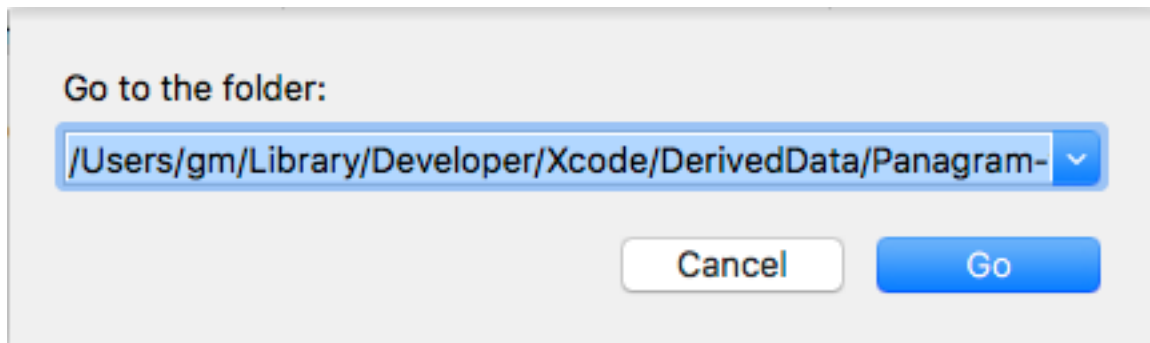 Go to the folder:
/Users/gm/Library/Developer/Xcode/DerivedData/Panagram-
Cancel Go